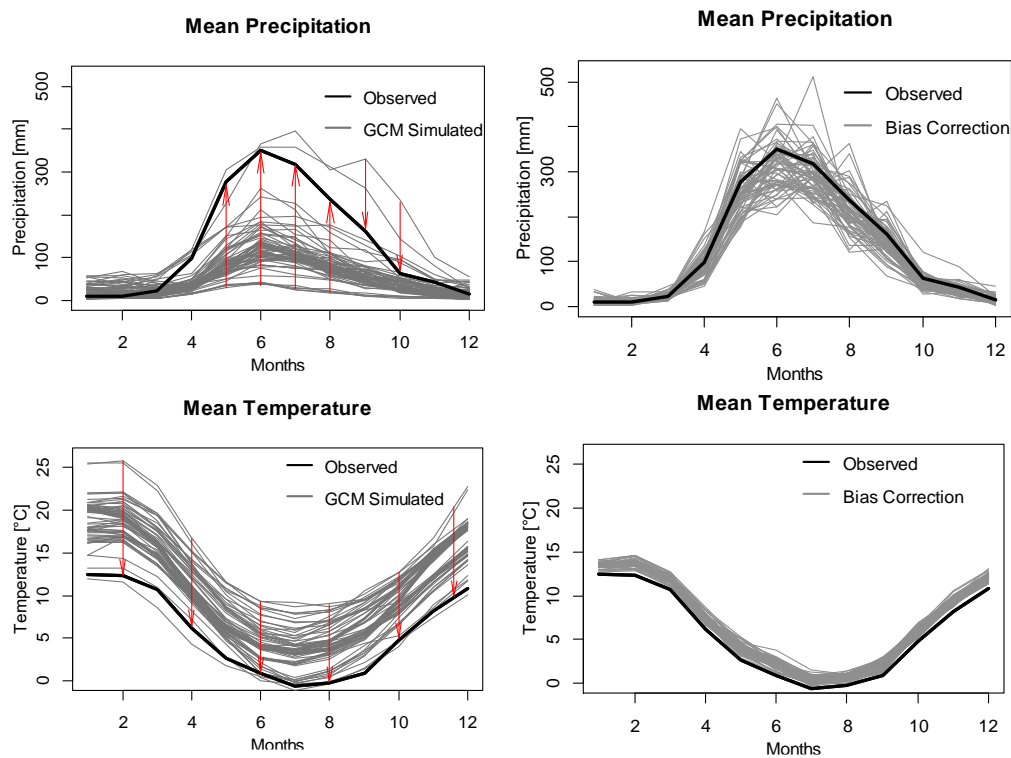 Mean Precipitation
Precipitation [mm]
500
300
100
0
Observed
GCM Simulated
2 4 6 8 10 12
Months
Mean Precipitation
Precipitation [mm]
500
300
100
0
Observed
Bias Correction
2 4 6 8 10 12
Months
Mean Temperature
Temperature [°C]
25
20
15
10
5
0
Observed
GCM Simulated
2 4 6 8 10 12
Months
Mean Temperature
Temperature [°C]
25
20
15
10
5
0
Observed
Bias Correction
2 4 6 8 10 12
Months